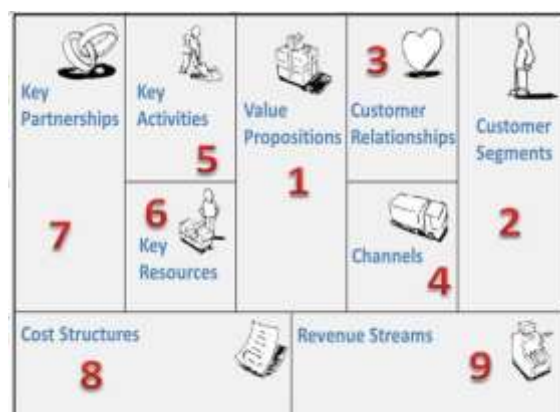 Key
Partnerships
7
Key
Activities
5
6
Key
Resources
Value
Propositions
1
3
Customer
Relationships
Channels
4
Customer
Segments
2
Cost Structures
8
Revenue Streams
9